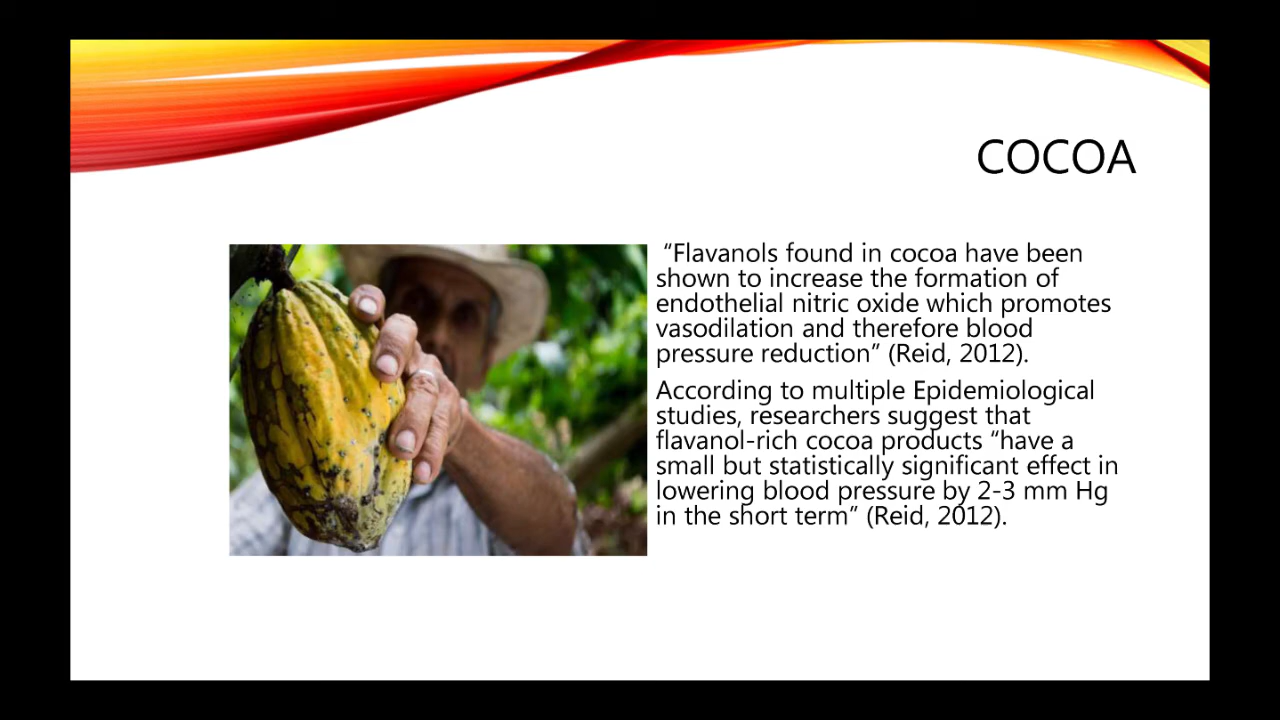 COCOA
“Flavanols found in cocoa have been
shown to increase the formation of
endothelial nitric oxide which promotes
vasodilation and therefore blood
pressure reduction” (Reid, 2012).
According to multiple Epidemiological
studies, researchers suggest that
flavanol-rich cocoa products “have a
small but statistically significant effect in
lowering blood pressure by 2-3 mm Hg
in the short term” (Reid, 2012).